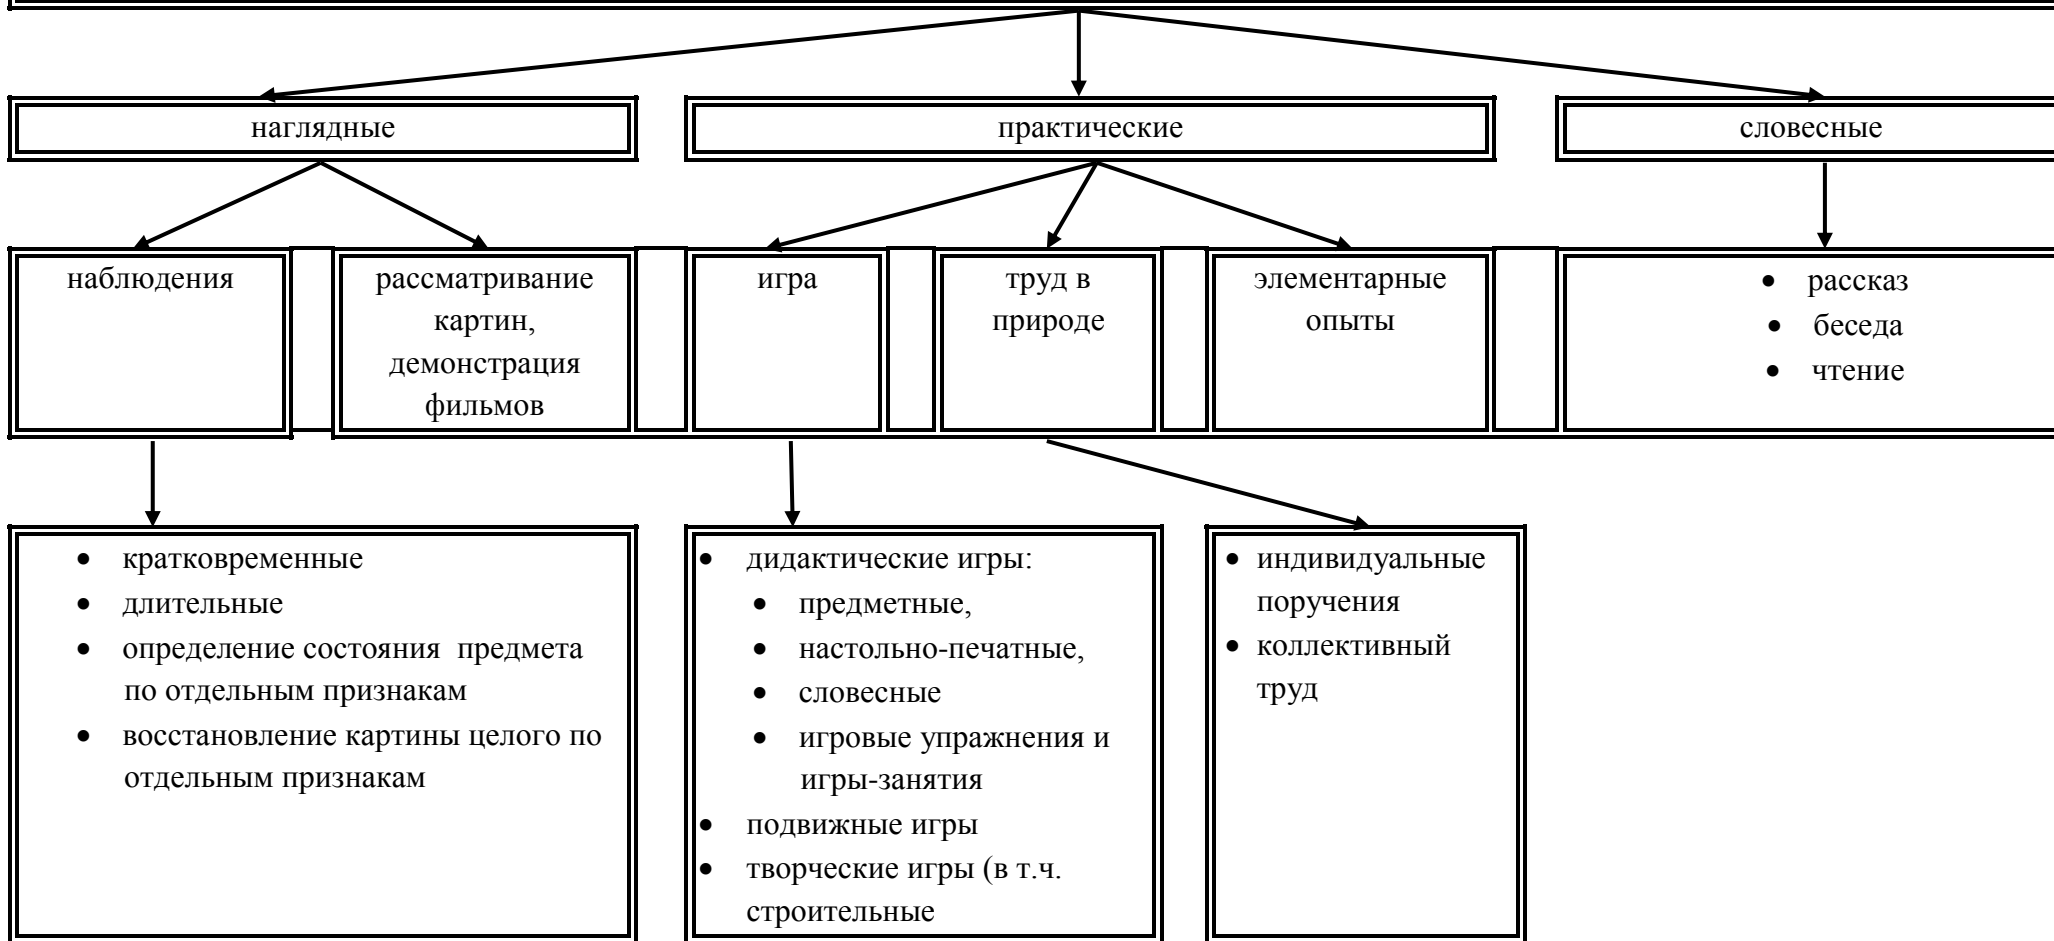 наглядные
практические
словесные
наблюдения
рассматривание
картин,
демонстрация
фильмов
игра
труд в
природе
элементарные
опыты
• рассказ
• беседа
• чтение
• кратковременные
• длительные
• определение состояния  предмета
по отдельным признакам
• восстановление картины целого по
отдельным признакам
• дидактические игры:
• предметные,
• настольно-печатные,
• словесные
• игровые упражнения и
игры-занятия
• подвижные игры
• творческие игры (в т.ч.
строительные
• индивидуальные
поручения
• коллективный
труд